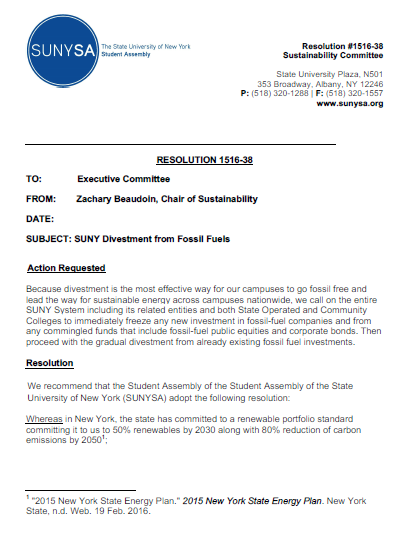 SUNYSA
The State University of New York
Student Assembly
Resolution #1516-38
Sustainability Committee
State University Plaza, N501
353 Broadway, Albany, NY 12246
P: (518) 320-1288 | F: (518) 320-1557
www.sunysa.org
RESOLUTION 1516-38
TO: Executive Committee
FROM: Zachary Beaudoin, Chair of Sustainability
DATE:
SUBJECT: SUNY Divestment from Fossil Fuels
Action Requested
Because divestment is the most effective way for our campuses to go fossil free and
lead the way for sustainable energy across campuses nationwide, we call on the entire
SUNY System including its related entities and both State Operated and Community
Colleges to immediately freeze any new investment in fossil-fuel companies and from
any commingled funds that include fossil-fuel public equities and corporate bonds. Then
proceed with the gradual divestment from already existing fossil fuel investments.
Resolution
We recommend that the Student Assembly of the Student Assembly of the State
University of New York (SUNYSA) adopt the following resolution:
Whereas in New York, the state has committed to a renewable portfolio standard
committing it to us to 50% renewables by 2030 along with 80% reduction of carbon
emissions by 2050¹;
¹ "2015 New York State Energy Plan." 2015 New York State Energy Plan. New York
State, n.d. Web. 19 Feb. 2016.